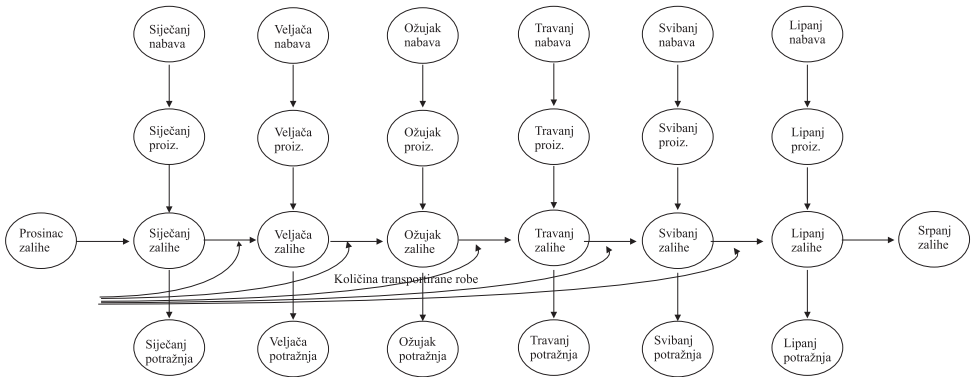 Siječanj
nabava
Veljača
nabava
Ožujak
nabava
Travanj
nabava
Svibanj
nabava
Lipanj
nabava
Siječanj
proiz.
Veljača
proiz.
Ožujak
proiz.
Travanj
proiz.
Svibanj
proiz.
Lipanj
proiz.
Prosinac
zalihe
Siječanj
zalihe
Veljača
zalihe
Ožujak
zalihe
Travanj
zalihe
Svibanj
zalihe
Lipanj
zalihe
Srpanj
zalihe
Količina transportirane robe
Siječanj
potražnja
Veljača
potražnja
Ožujak
potražnja
Travanj
potražnja
Svibanj
potražnja
Lipanj
potražnja